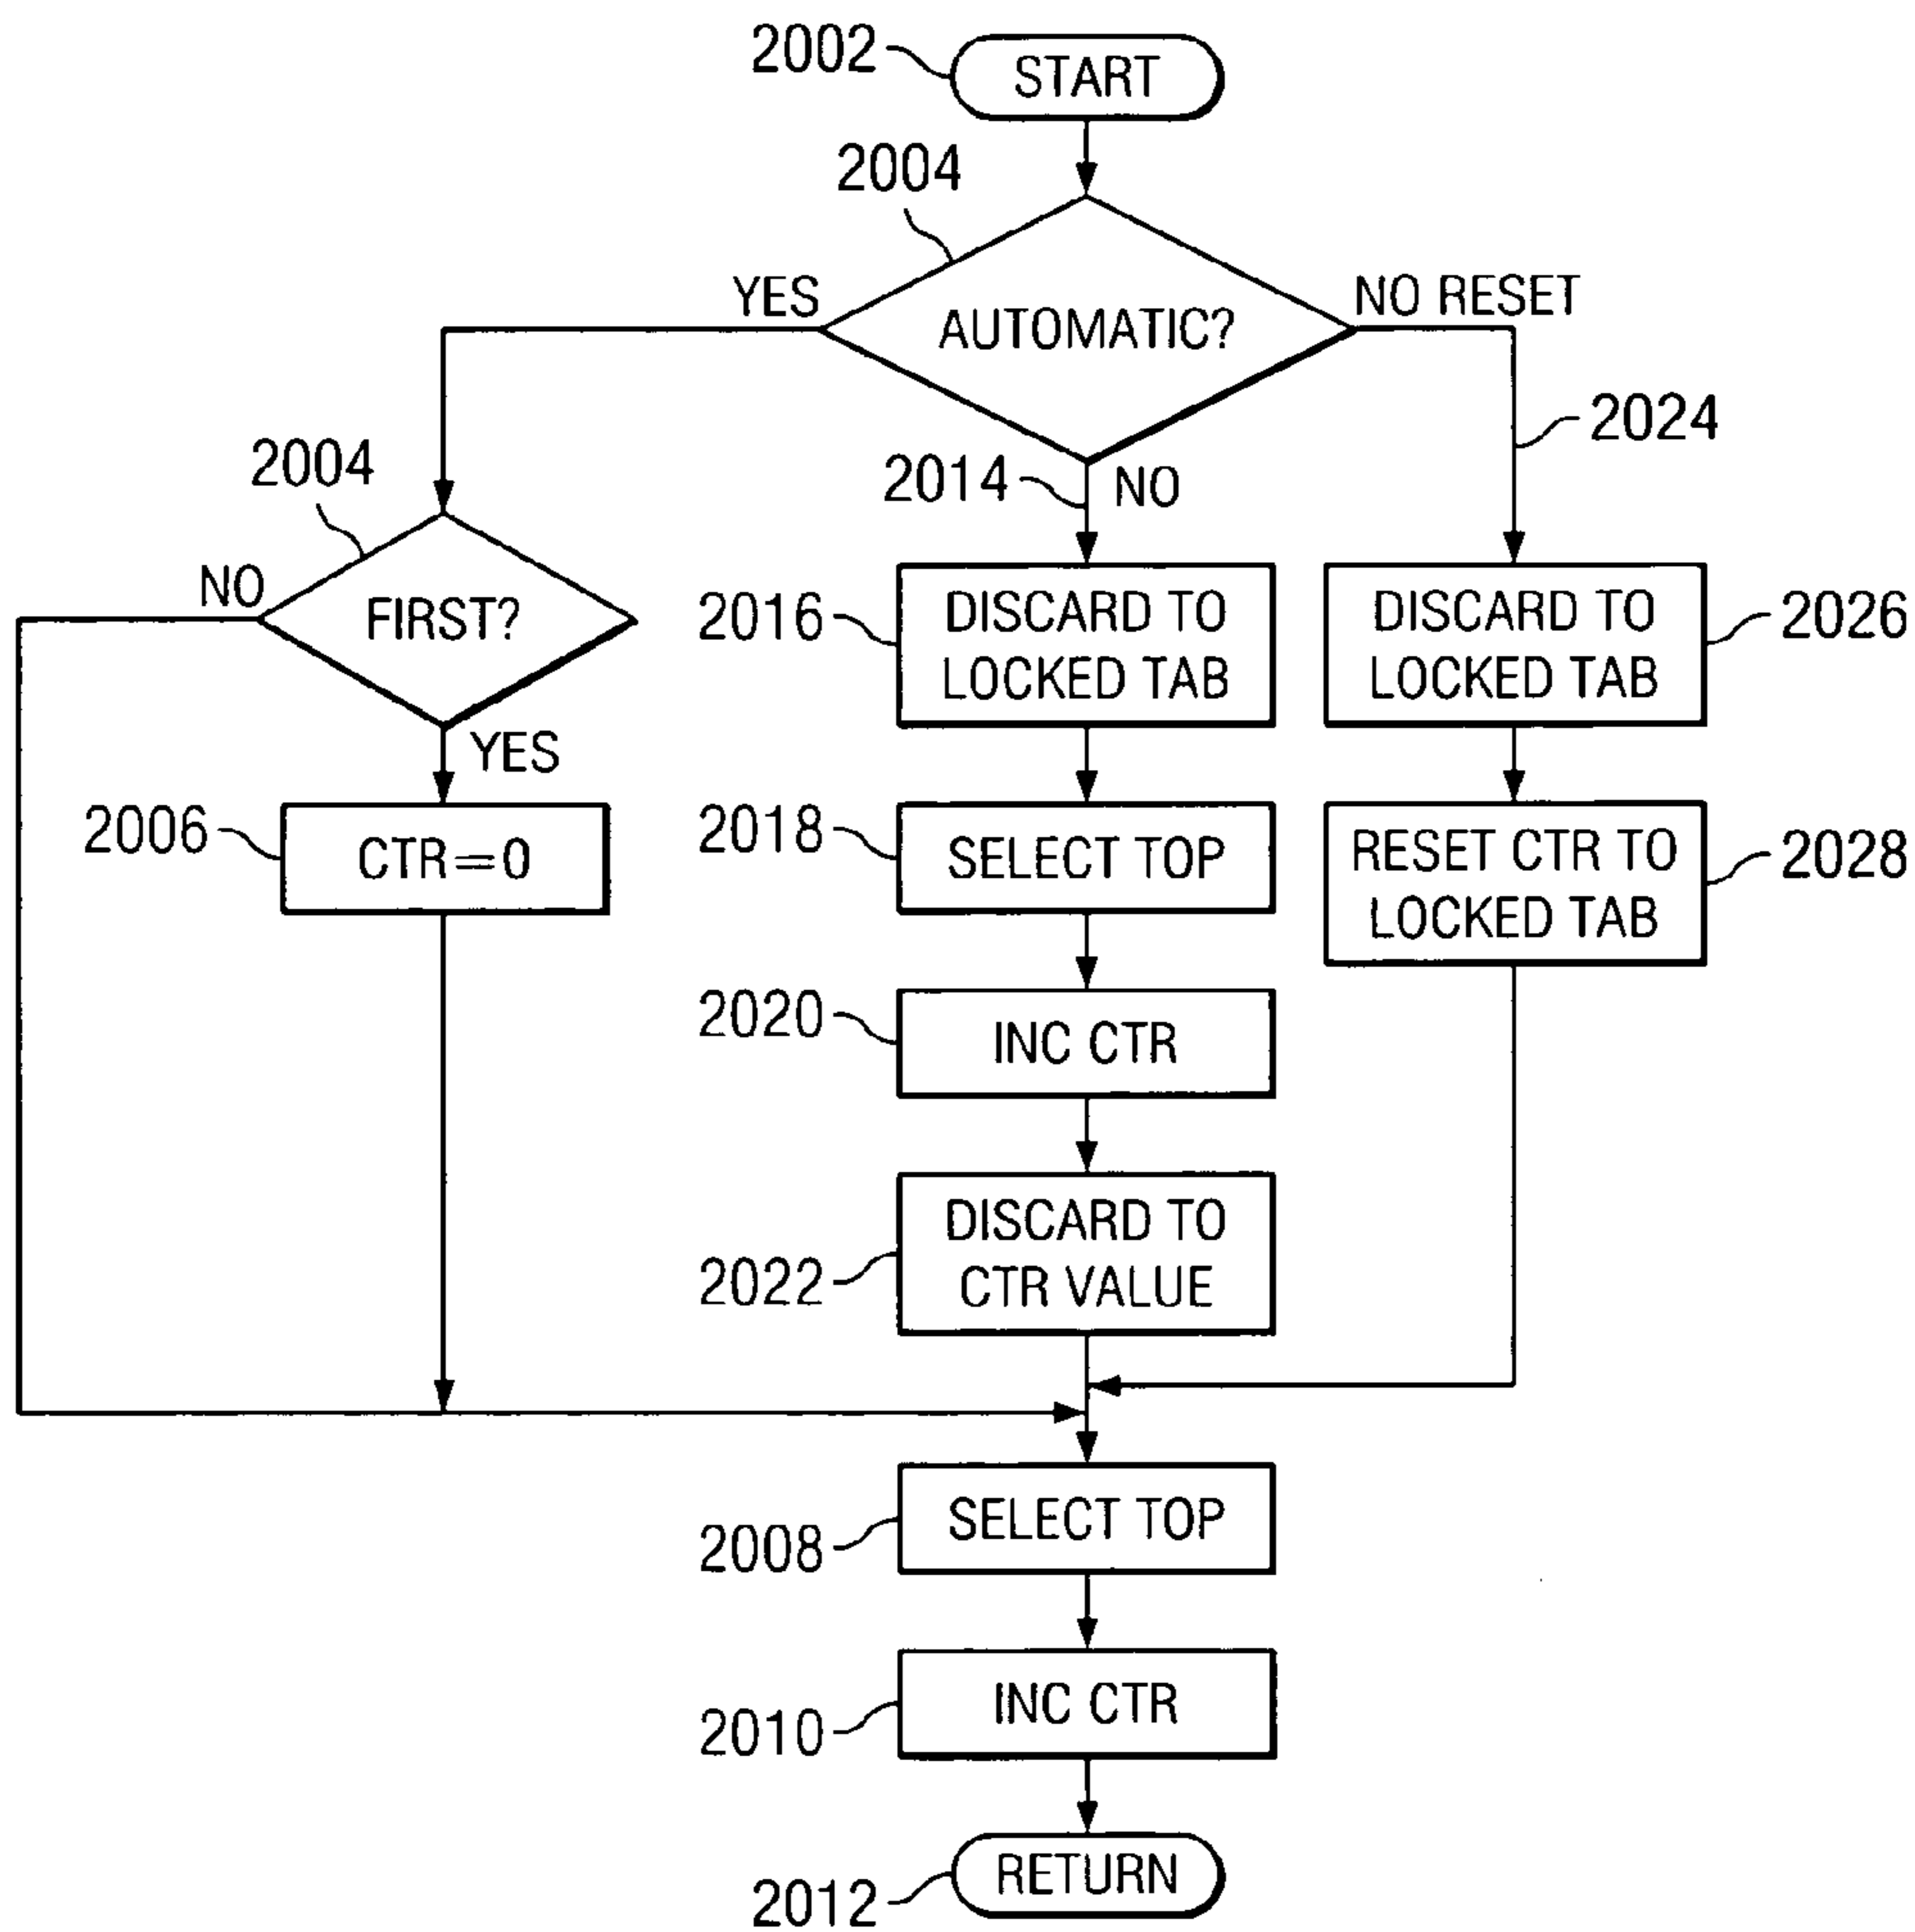 2002
START
2004
YES
AUTOMATIC?
NO RESET
2024
2004
2014
NO
NO
FIRST?
YES
2016
DISCARD TO
LOCKED TAB
2026
DISCARD TO
LOCKED TAB
2006
CTR=0
2018
SELECT TOP
2028
RESET CTR TO
LOCKED TAB
2020
INC CTR
2022
DISCARD TO
CTR VALUE
2008
SELECT TOP
2010
INC CTR
2012
RETURN